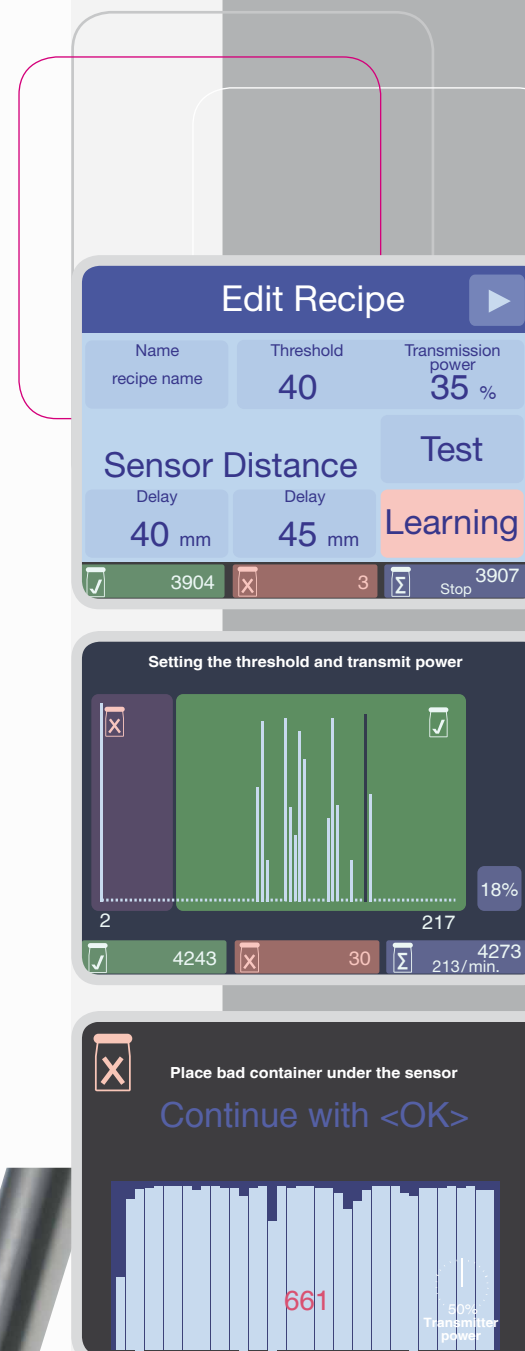 Edit Recipe
Name
recipe name
Threshold
40
Transmission
power
35 %
Sensor Distance
Test
Delay
40 mm
Delay
45 mm
Learning
3904
3
3907
Stop
Setting the threshold and transmit power
18%
2
217
4243
30
4273
213/min.
Place bad container under the sensor
Continue with <OK>
661
50%
Transmitter
power